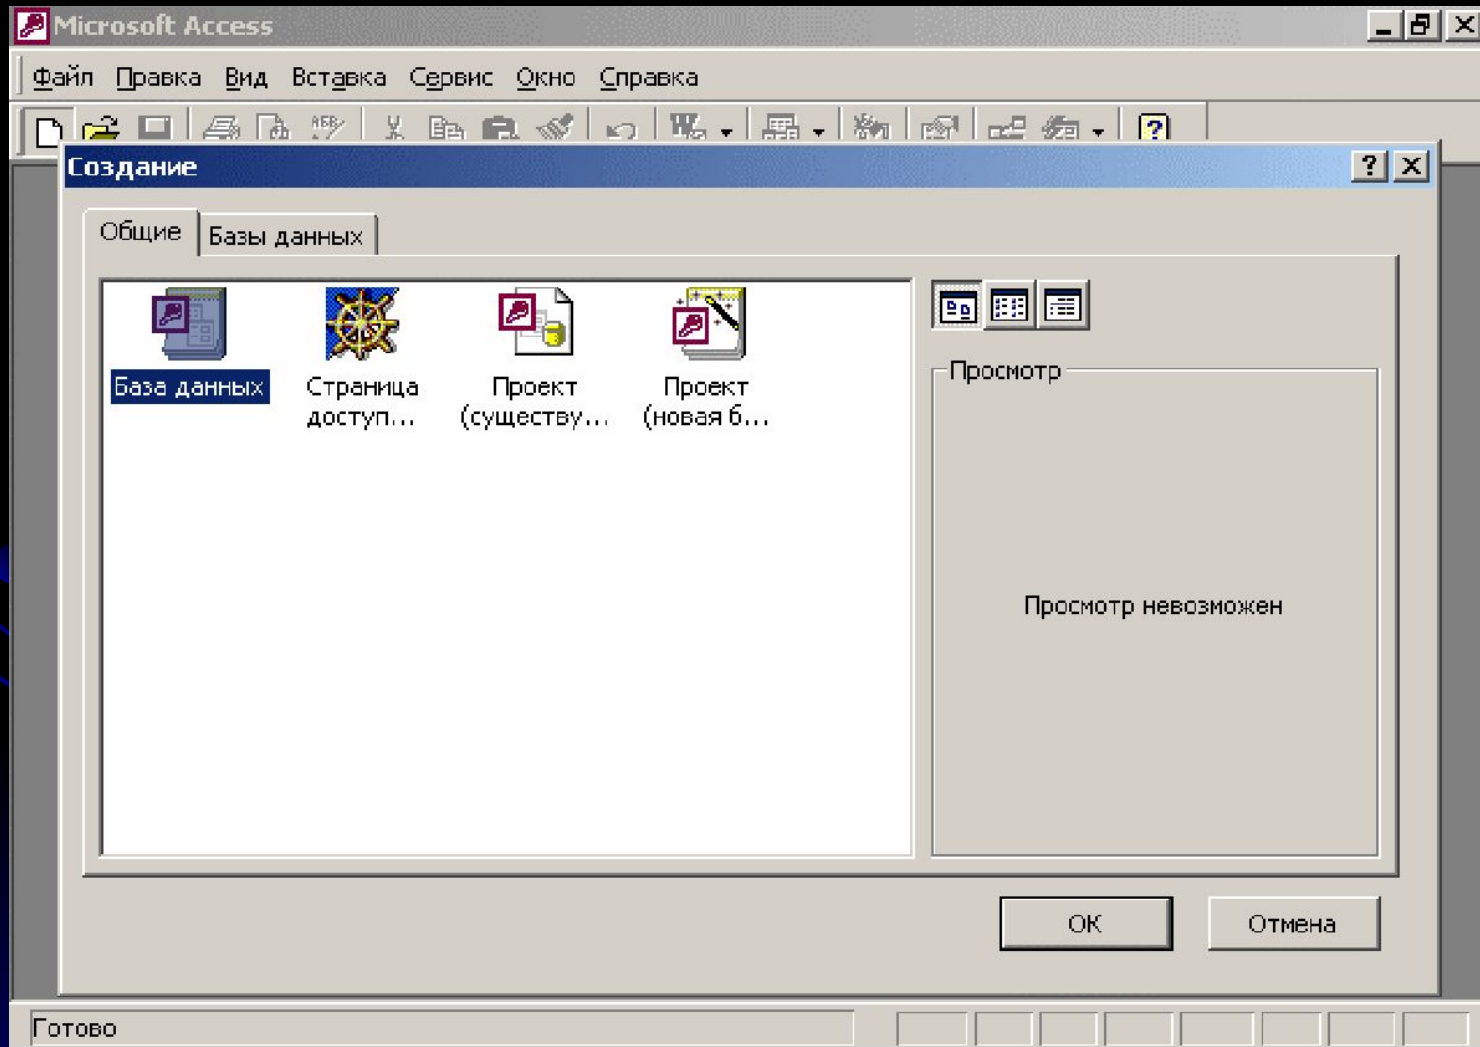 Microsoft Access
Файл Правка Вид Вставка Сервис Окно Справка
Создание
Общие
Базы данных
База данных
Страница
доступ...
Проект
(существу...
Проект
(новая б...
Просмотр
Просмотр невозможен
ОК
Отмена
Готово